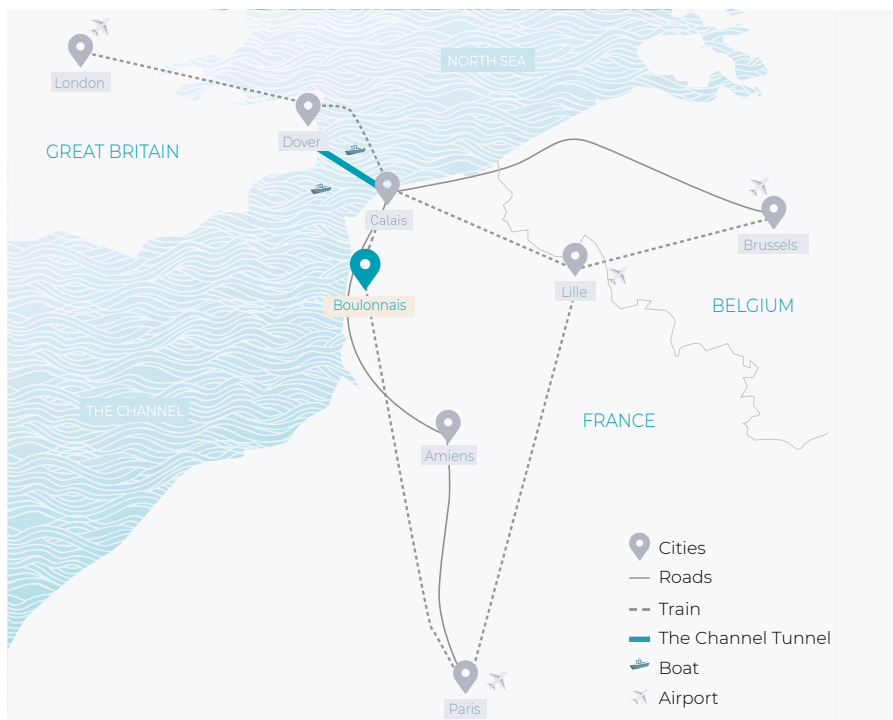 London
NORTH SEA
Dover
GREAT BRITAIN
Calais
Brussels
Lille
Boulonnais
BELGIUM
THE CHANNEL
FRANCE
Amiens
Cities
Roads
Train
The Channel Tunnel
Boat
Airport
Paris